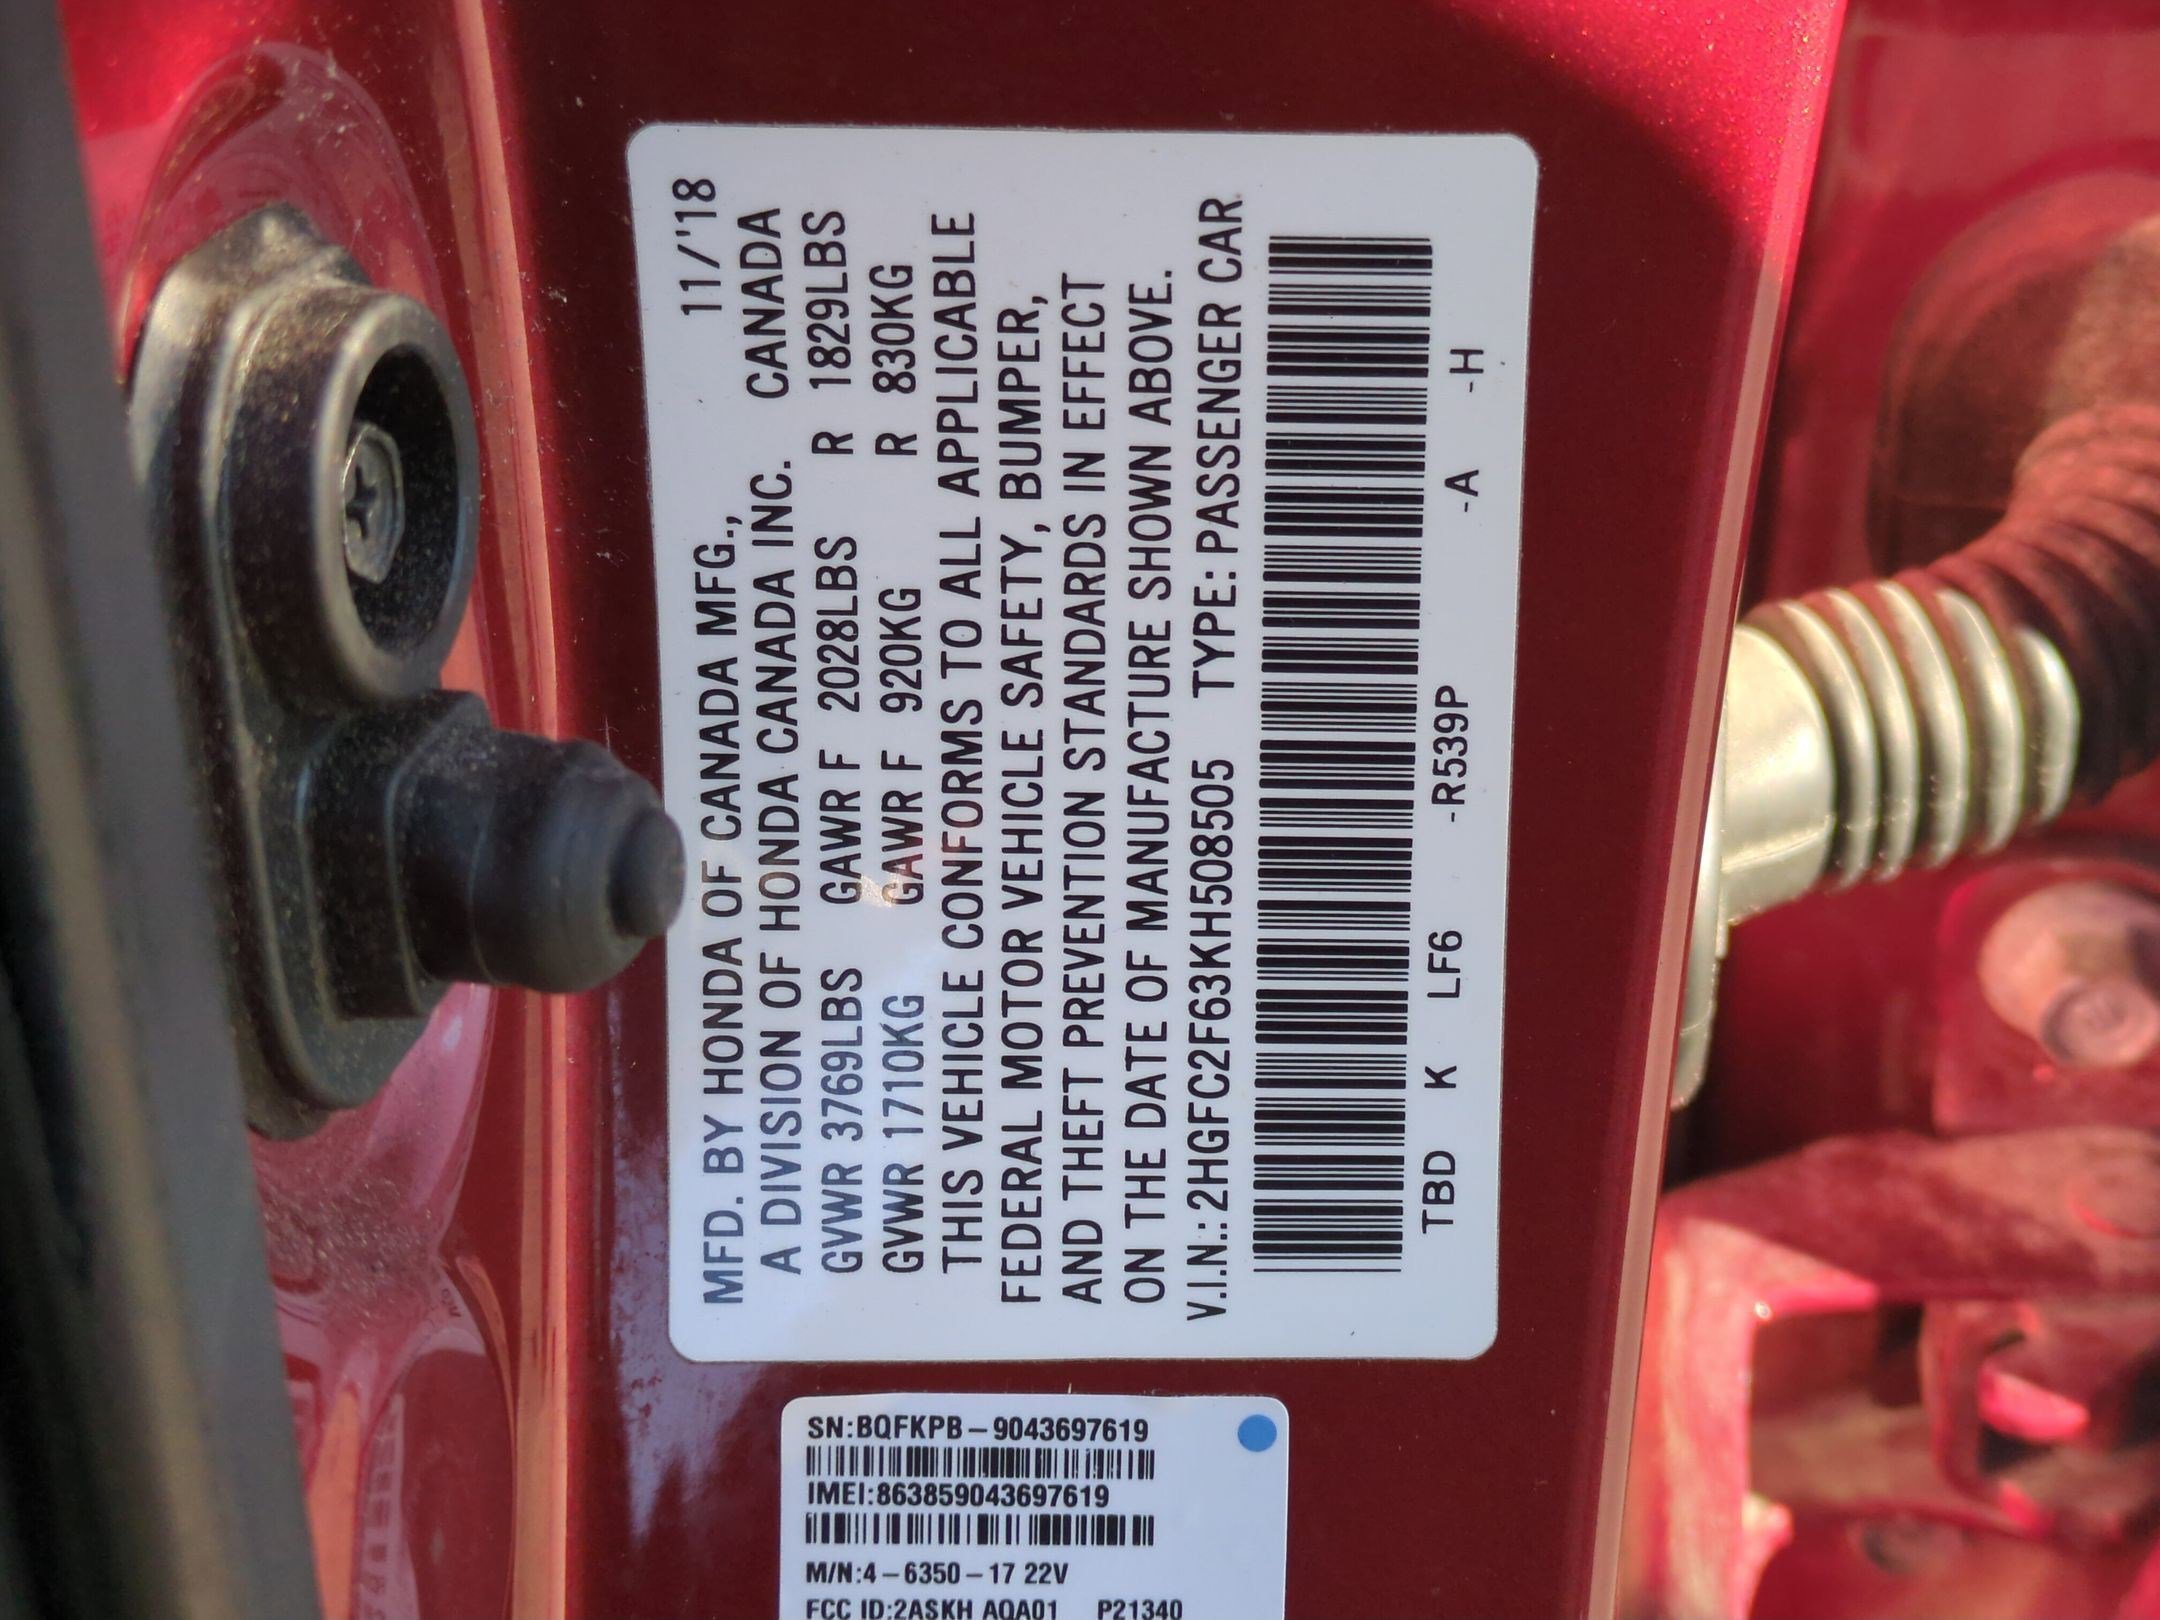 MFD. BY HONDA OF CANADA MFG., 11/'18
A DIVISION OF HONDA CANADA INC. CANADA
GVWR 3769LBS GAWR F 2028LBS R 1829LBS
GVWR 1710KG GAWR F 920KG R 830KG
THIS VEHICLE CONFORMS TO ALL APPLICABLE
FEDERAL MOTOR VEHICLE SAFETY, BUMPER,
AND THEFT PREVENTION STANDARDS IN EFFECT
ON THE DATE OF MANUFACTURE SHOWN ABOVE.
V.I.N.: 2HGFC2F63KH508505 TYPE: PASSENGER CAR
TBD K LF6 -R539P -A -H
SN:BQFKPB-9043697619
IMEI:863859043697619
M/N:4-6350-17 22V
FCC ID:2ASKH AQA01 P21340